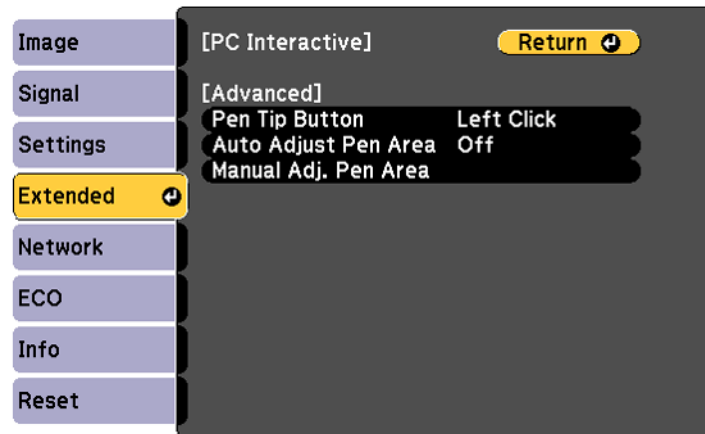 Image
Signal
Settings
Extended
Network
ECO
Info
Reset
[PC Interactive] Return
[Advanced]
Pen Tip Button Left Click
Auto Adjust Pen Area Off
Manual Adj. Pen Area